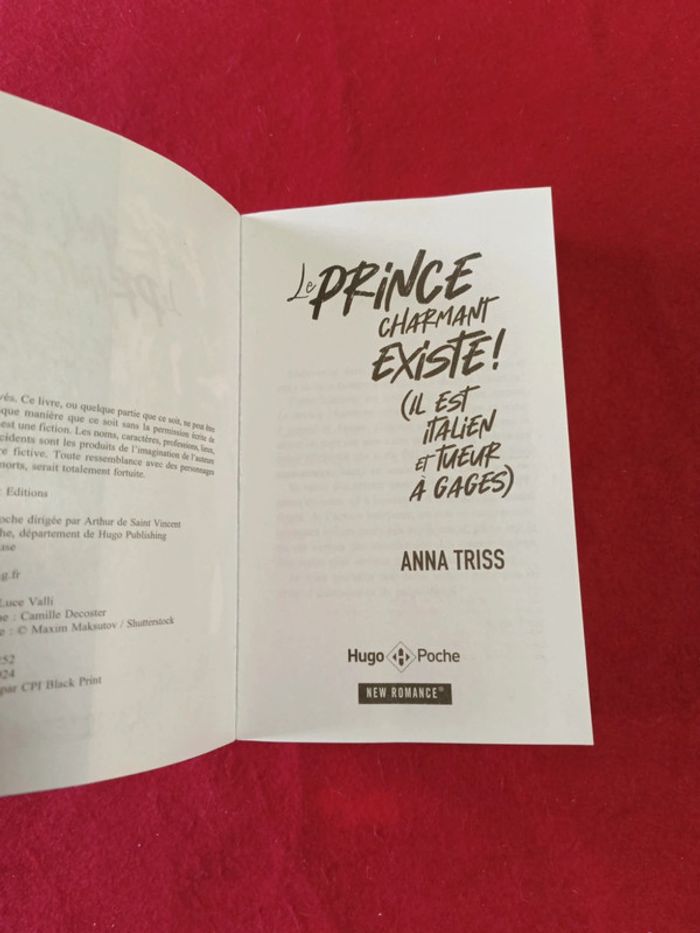 vés. Ce livre, ou quelque partie que ce soit, ne peut être
que manière que ce soit sans la permission écrite de
est une fiction. Les noms, caractères, professions, lieux,
cidents sont les produits de l'imagination de l'auteurs
re fictive. Toute ressemblance avec des personnages
morts, serait totalement fortuite.
Editions
oche dirigée par Arthur de Saint Vincent
he, département de Hugo Publishing
g.fr
Luce Valli
e : Camille Decoster
e : © Maxim Maksutov / Shutterstock
252
024
par CPI Black Print
Le PRINCE
CHARMANT
EXISTE !
(IL EST
ITALIEN
ET TUEUR
À GAGES)
ANNA TRISS
Hugo Poche
NEW ROMANCE®